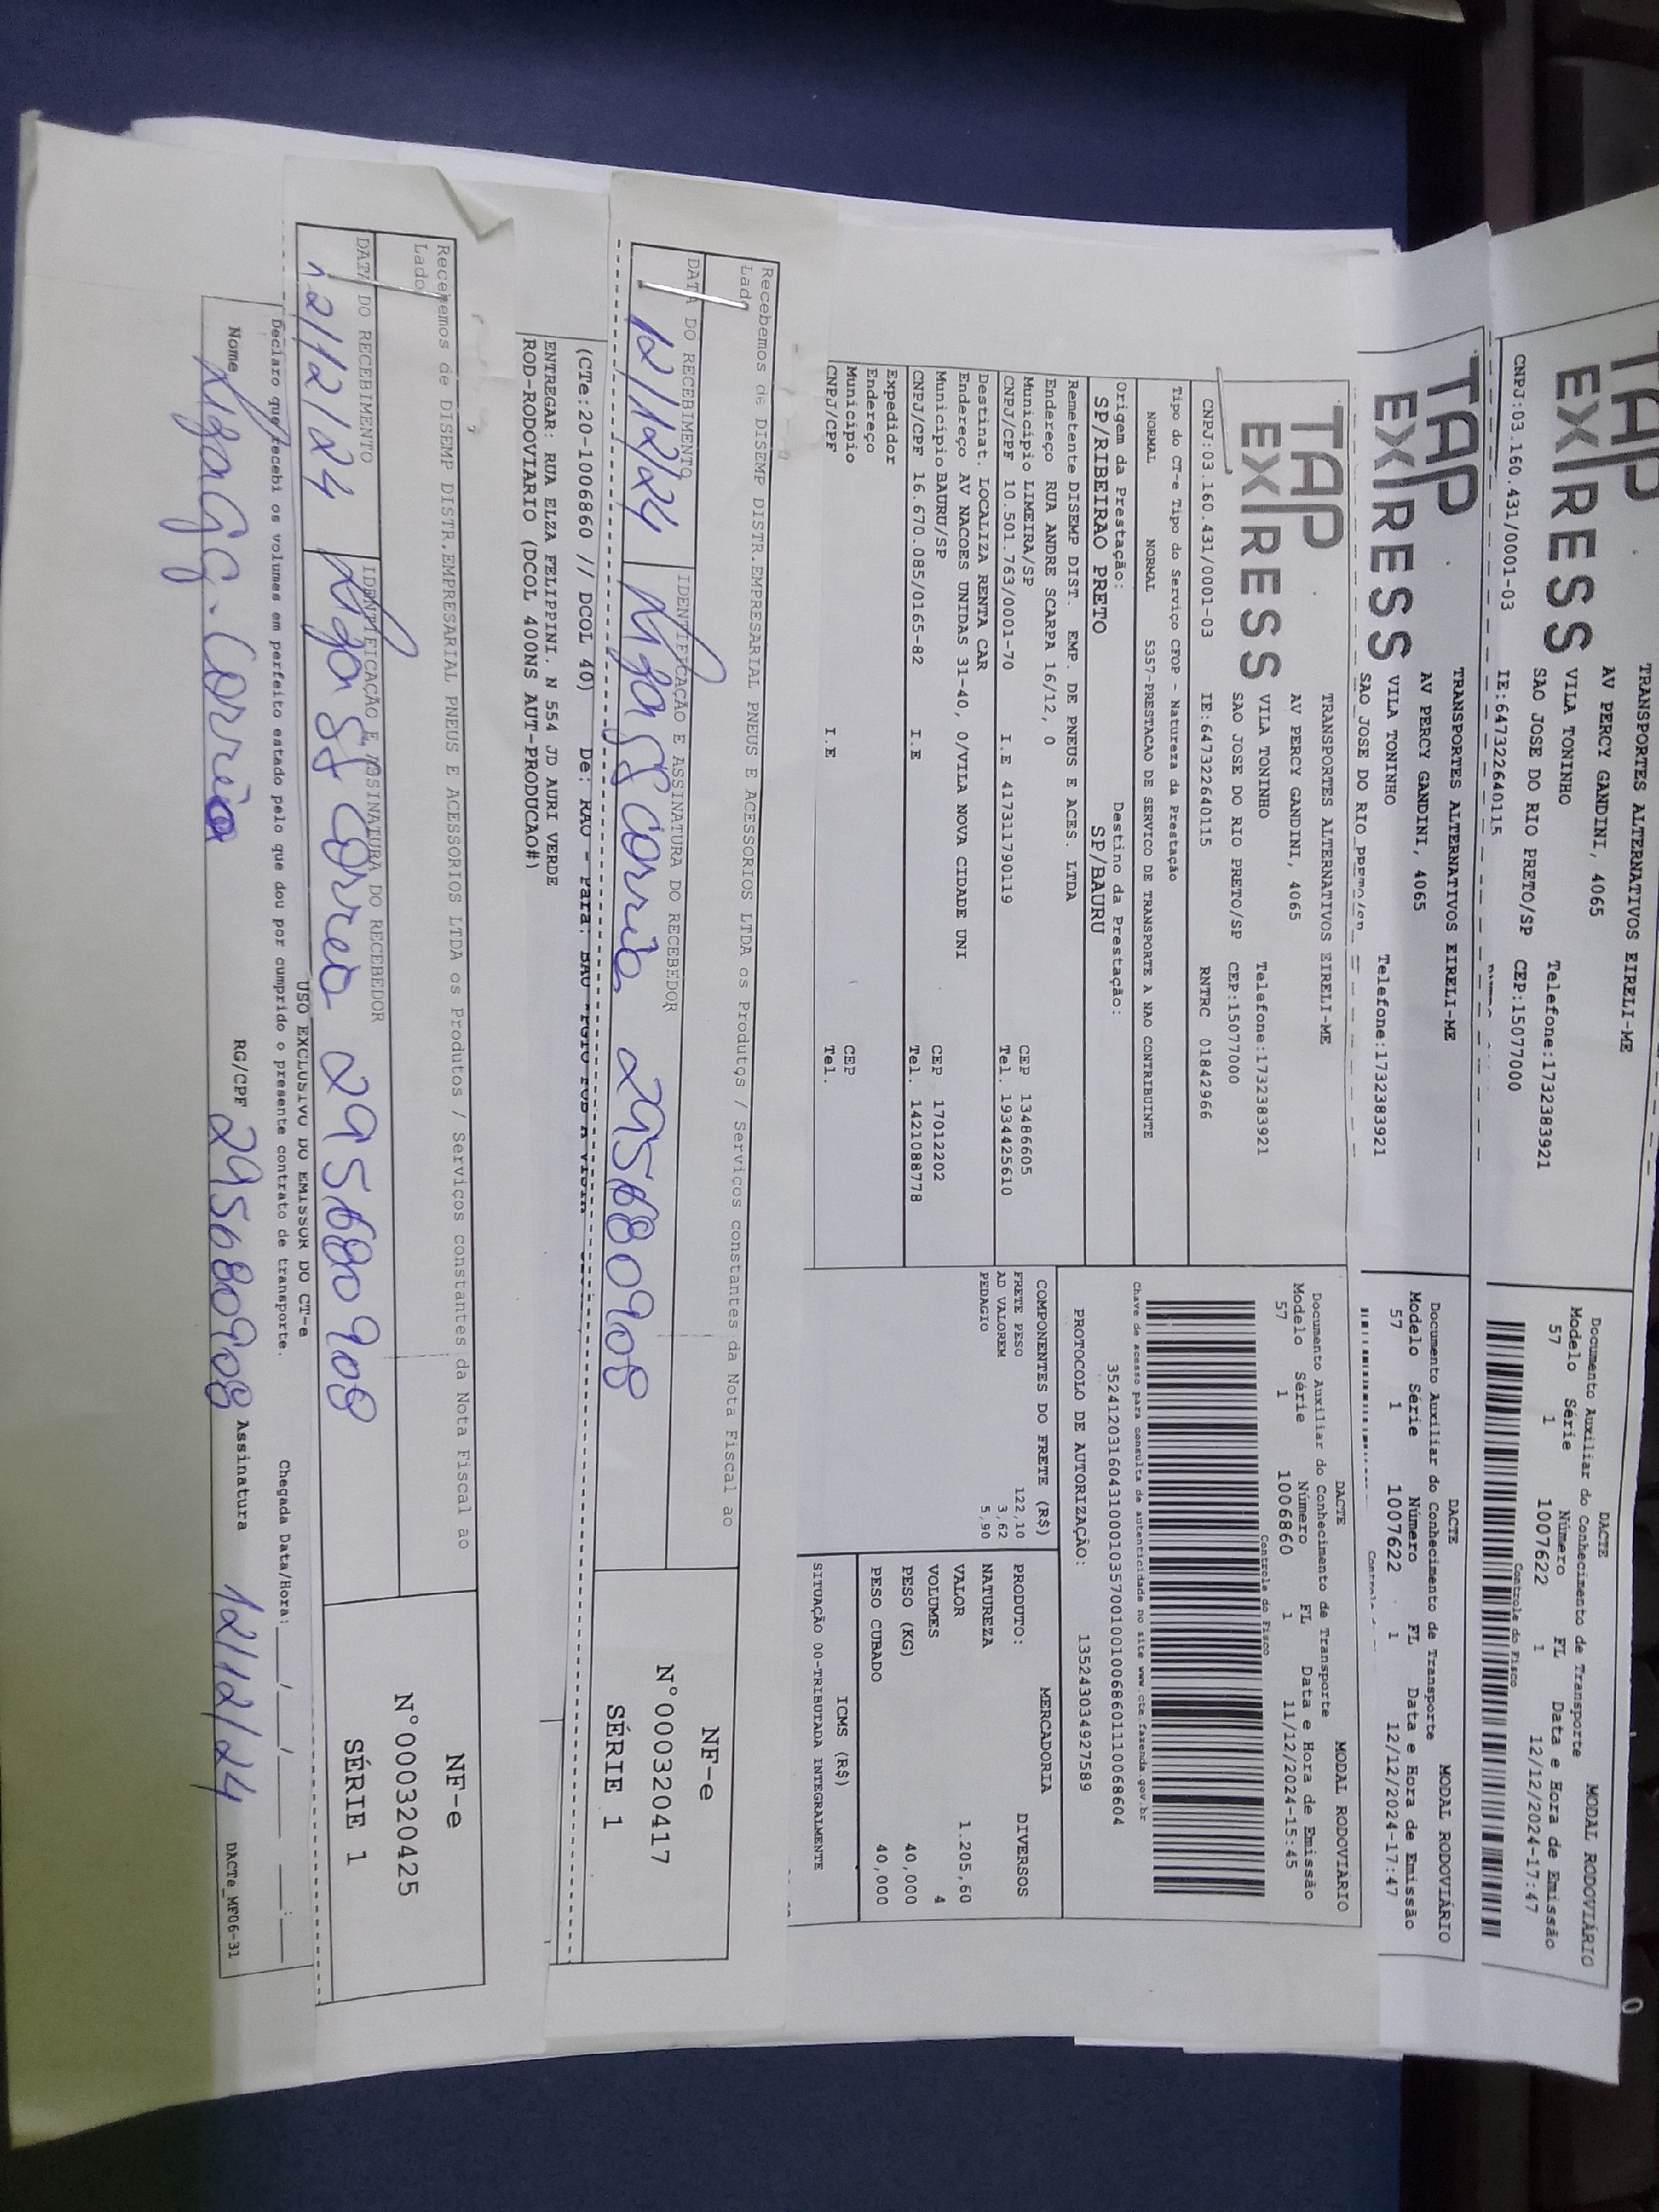 TAP
EXPRESS
CNPJ:03.160.431/0001-03
TRANSPORTES ALTERNATIVOS EIRELI-ME
AV PERCY GANDINI, 4065
VILA TONINHO
Telefone:1732383921
SAO JOSE DO RIO PRETO/SP CEP:15077000
IE:647322640115
DACTE MODAL RODOVIÁRIO
Documento Auxiliar do Conhecimento de Transporte
Modelo Série Número FL Data e Hora de Emissão
57 1 1007622 1 12/12/2024-17:47
Controle do Fisco
TAP
EXPRESS
TRANSPORTES ALTERNATIVOS EIRELI-ME
AV PERCY GANDINI, 4065
VILA TONINHO
Telefone:1732383921
SAO JOSE DO RIO PRETO/SP
DACTE MODAL RODOVIÁRIO
Documento Auxiliar do Conhecimento de Transporte
Modelo Série Número FL Data e Hora de Emissão
57 1 1007622 1 12/12/2024-17:47
TAP
EXPRESS
CNPJ:03.160.431/0001-03
TRANSPORTES ALTERNATIVOS EIRELI-ME
AV PERCY GANDINI, 4065
VILA TONINHO
Telefone:1732383921
SAO JOSE DO RIO PRETO/SP CEP:15077000
IE:647322640115 RNTRC 01842966
DACTE MODAL RODOVIÁRIO
Documento Auxiliar do Conhecimento de Transporte
Modelo Série Número FL Data e Hora de Emissão
57 1 1006860 1 11/12/2024-15:45
Controle do Fisco
Chave de acesso para consulta de autenticidade no site www.cte.fazenda.gov.br
35241203160431000103570010010068601110068604
PROTOCOLO DE AUTORIZAÇÃO: 135243034927589
Tipo do CT-e Tipo do Serviço CFOP - Natureza da Prestação
NORMAL NORMAL 5357-PRESTACAO DE SERVICO DE TRANSPORTE A NAO CONTRIBUINTE
Origem da Prestação: Destino da Prestação:
SP/RIBEIRAO PRETO SP/BAURU
Remetente DISEMP DIST. EMP. DE PNEUS E ACES. LTDA
Endereço RUA ANDRE SCARPA 16/12, 0
Município LIMEIRA/SP CEP 13486605
CNPJ/CPF 10.501.763/0001-70 I.E 417311790119 Tel. 1934425610
Destinat. LOCALIZA RENTA CAR
Endereço AV NACOES UNIDAS 31-40, 0/VILA NOVA CIDADE UNI
Município BAURU/SP CEP 17012202
CNPJ/CPF 16.670.085/0165-82 I.E Tel. 1421088778
Expedidor
Endereço
Município CEP
CNPJ/CPF I.E Tel.
COMPONENTES DO FRETE (R$)
FRETE PESO 122,10
AD VALOREM 3,62
PEDAGIO 5,90
MERCADORIA
PRODUTO: DIVERSOS
NATUREZA
VALOR 1.205,60
VOLUMES 4
PESO (KG) 40,000
PESO CUBADO 40,000
ICMS (R$)
SITUAÇÃO 00-TRIBUTADA INTEGRALMENTE
Recebemos de DISEMP DISTR.EMPRESARIAL PNEUS E ACESSORIOS LTDA os Produtos / Serviços constantes da Nota Fiscal ao
Lado
DATA DO RECEBIMENTO IDENTIFICAÇÃO E ASSINATURA DO RECEBEDOR
12/12/24 295680908
NF-e
N°000320417
SÉRIE 1
(CTe:20-1006860 // DCOL 40) De: RAO - Para:
ENTREGAR: RUA ELZA FELIPPINI. N 554 JD AURI VERDE
ROD-RODOVIARIO (DCOL 400NS AUT-PRODUCAO#)
Recebemos de DISEMP DISTR.EMPRESARIAL PNEUS E ACESSORIOS LTDA os Produtos / Serviços constantes da Nota Fiscal ao
Lado
DATA DO RECEBIMENTO IDENTIFICAÇÃO E ASSINATURA DO RECEBEDOR
12/12/24 Correa 295680908
NF-e
N°000320425
SÉRIE 1
USO EXCLUSIVO DO EMISSOR DO CT-e
Declaro que recebi os volumes em perfeito estado pelo que dou por cumprido o presente contrato de transporte. Chegada Data/Hora: ___/___/___ __:__
Nome RG/CPF 295680908 Assinatura 12/12/24
DACTe_MF06-31